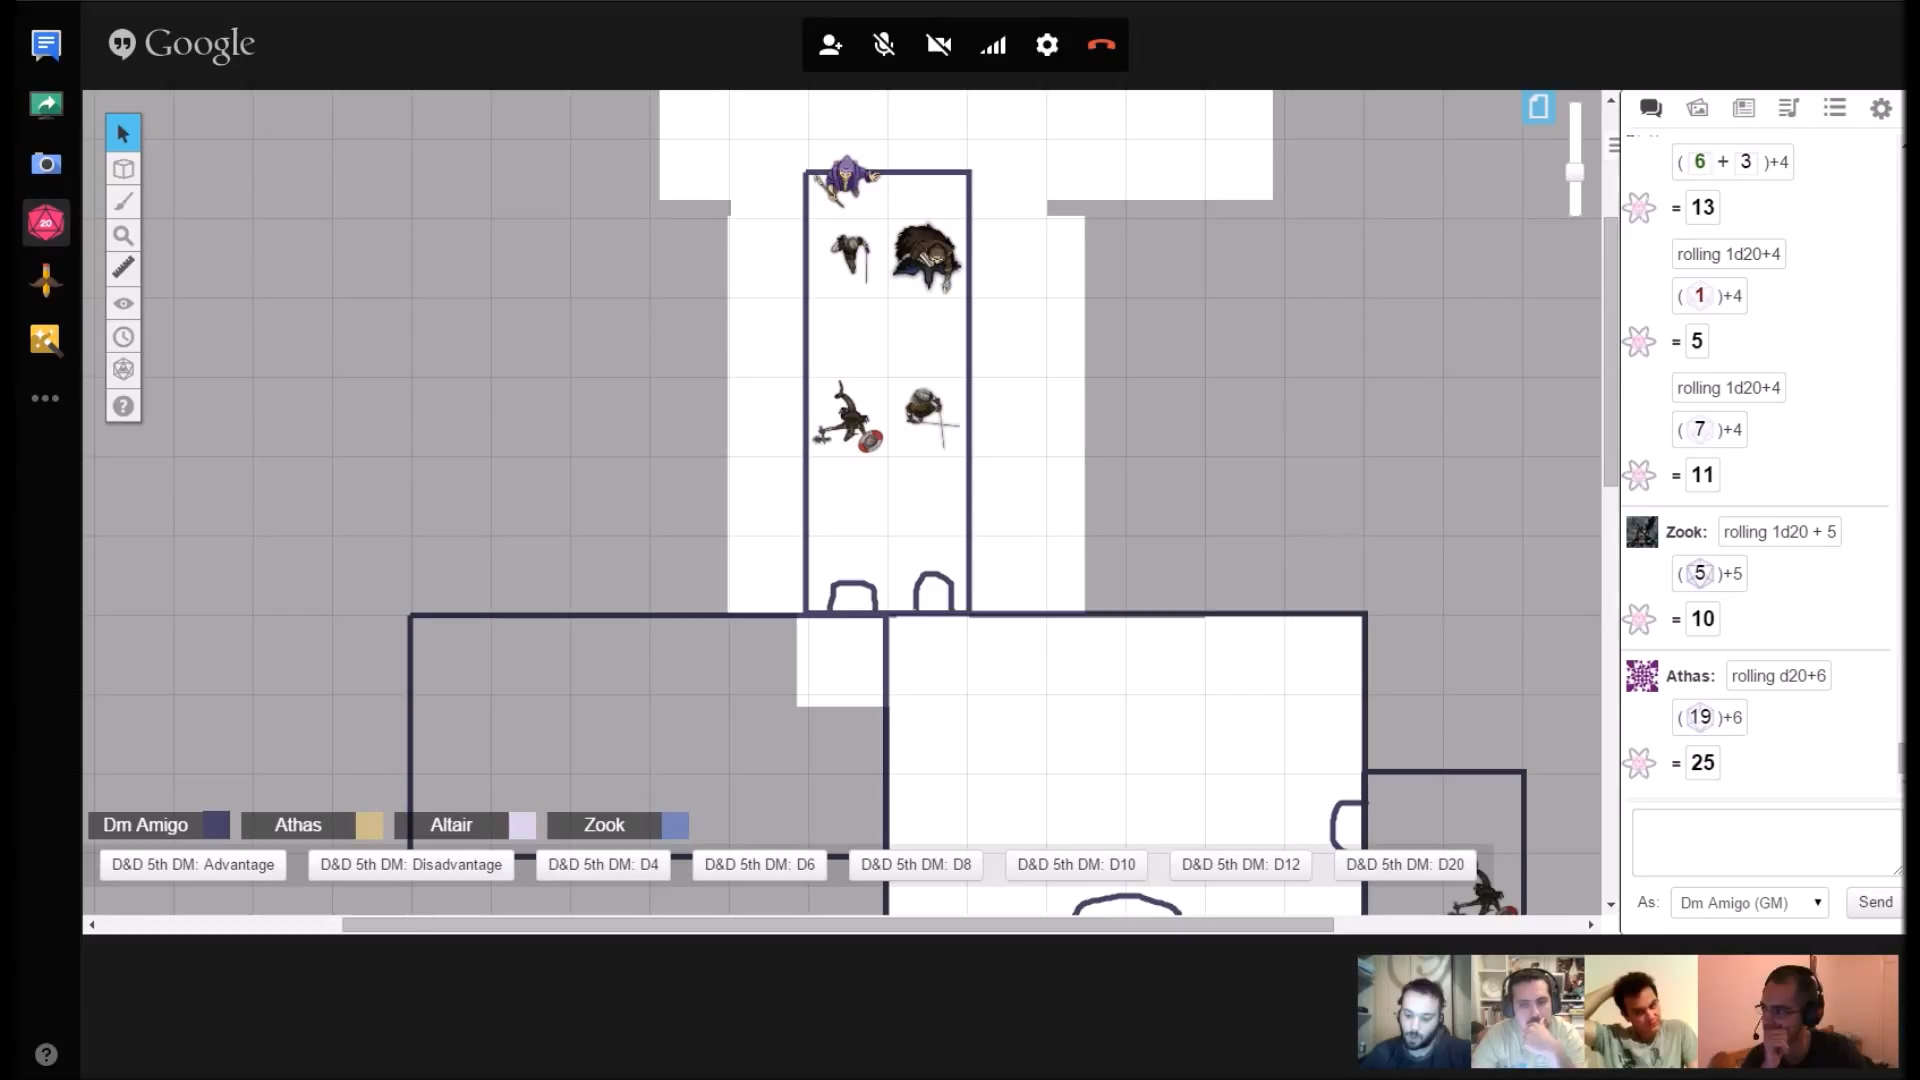 Google
( 6 + 3 )+4
= 13
rolling 1d20+4
( 1 )+4
= 5
rolling 1d20+4
( 7 )+4
= 11
Zook: rolling 1d20 + 5
( 5 )+5
= 10
Athas: rolling d20+6
( 19 )+6
= 25
20
Dm Amigo Athas Altair Zook
D&D 5th DM: Advantage D&D 5th DM: Disadvantage D&D 5th DM: D4 D&D 5th DM: D6 D&D 5th DM: D8 D&D 5th DM: D10 D&D 5th DM: D12 D&D 5th DM: D20
As: Dm Amigo (GM) Send